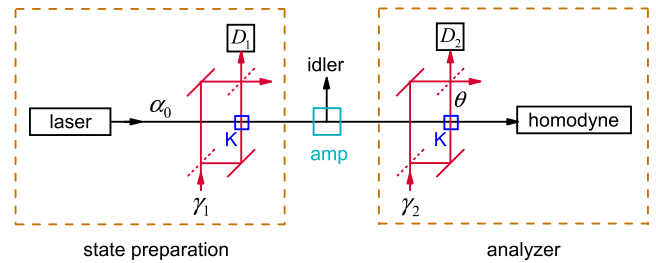 D₁
D₂
idler
α₀
θ
laser
homodyne
K
K
amp
γ₁
γ₂
state preparation
analyzer